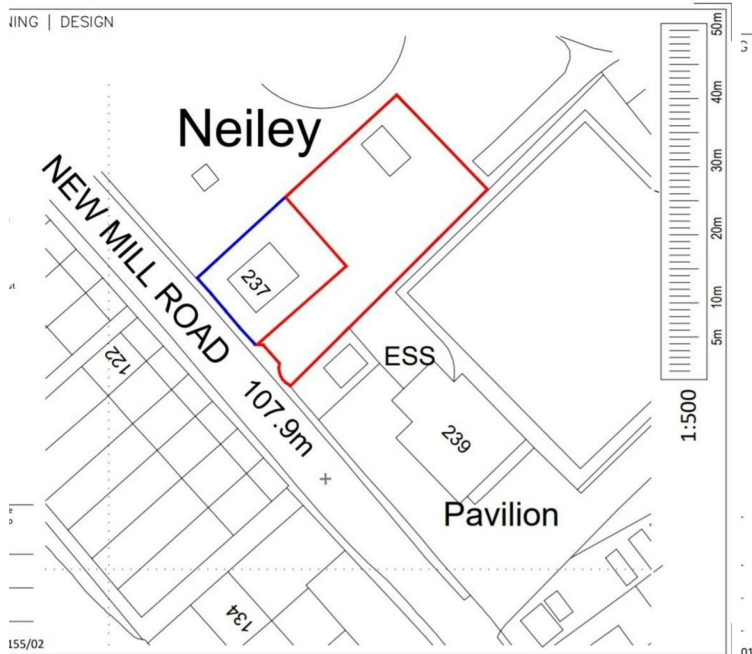 NING | DESIGN
Neiley
NEW MILL ROAD
237
122
107.9m
ESS
239
Pavilion
134
50m
40m
30m
20m
10m
5m
1:500
155/02
01